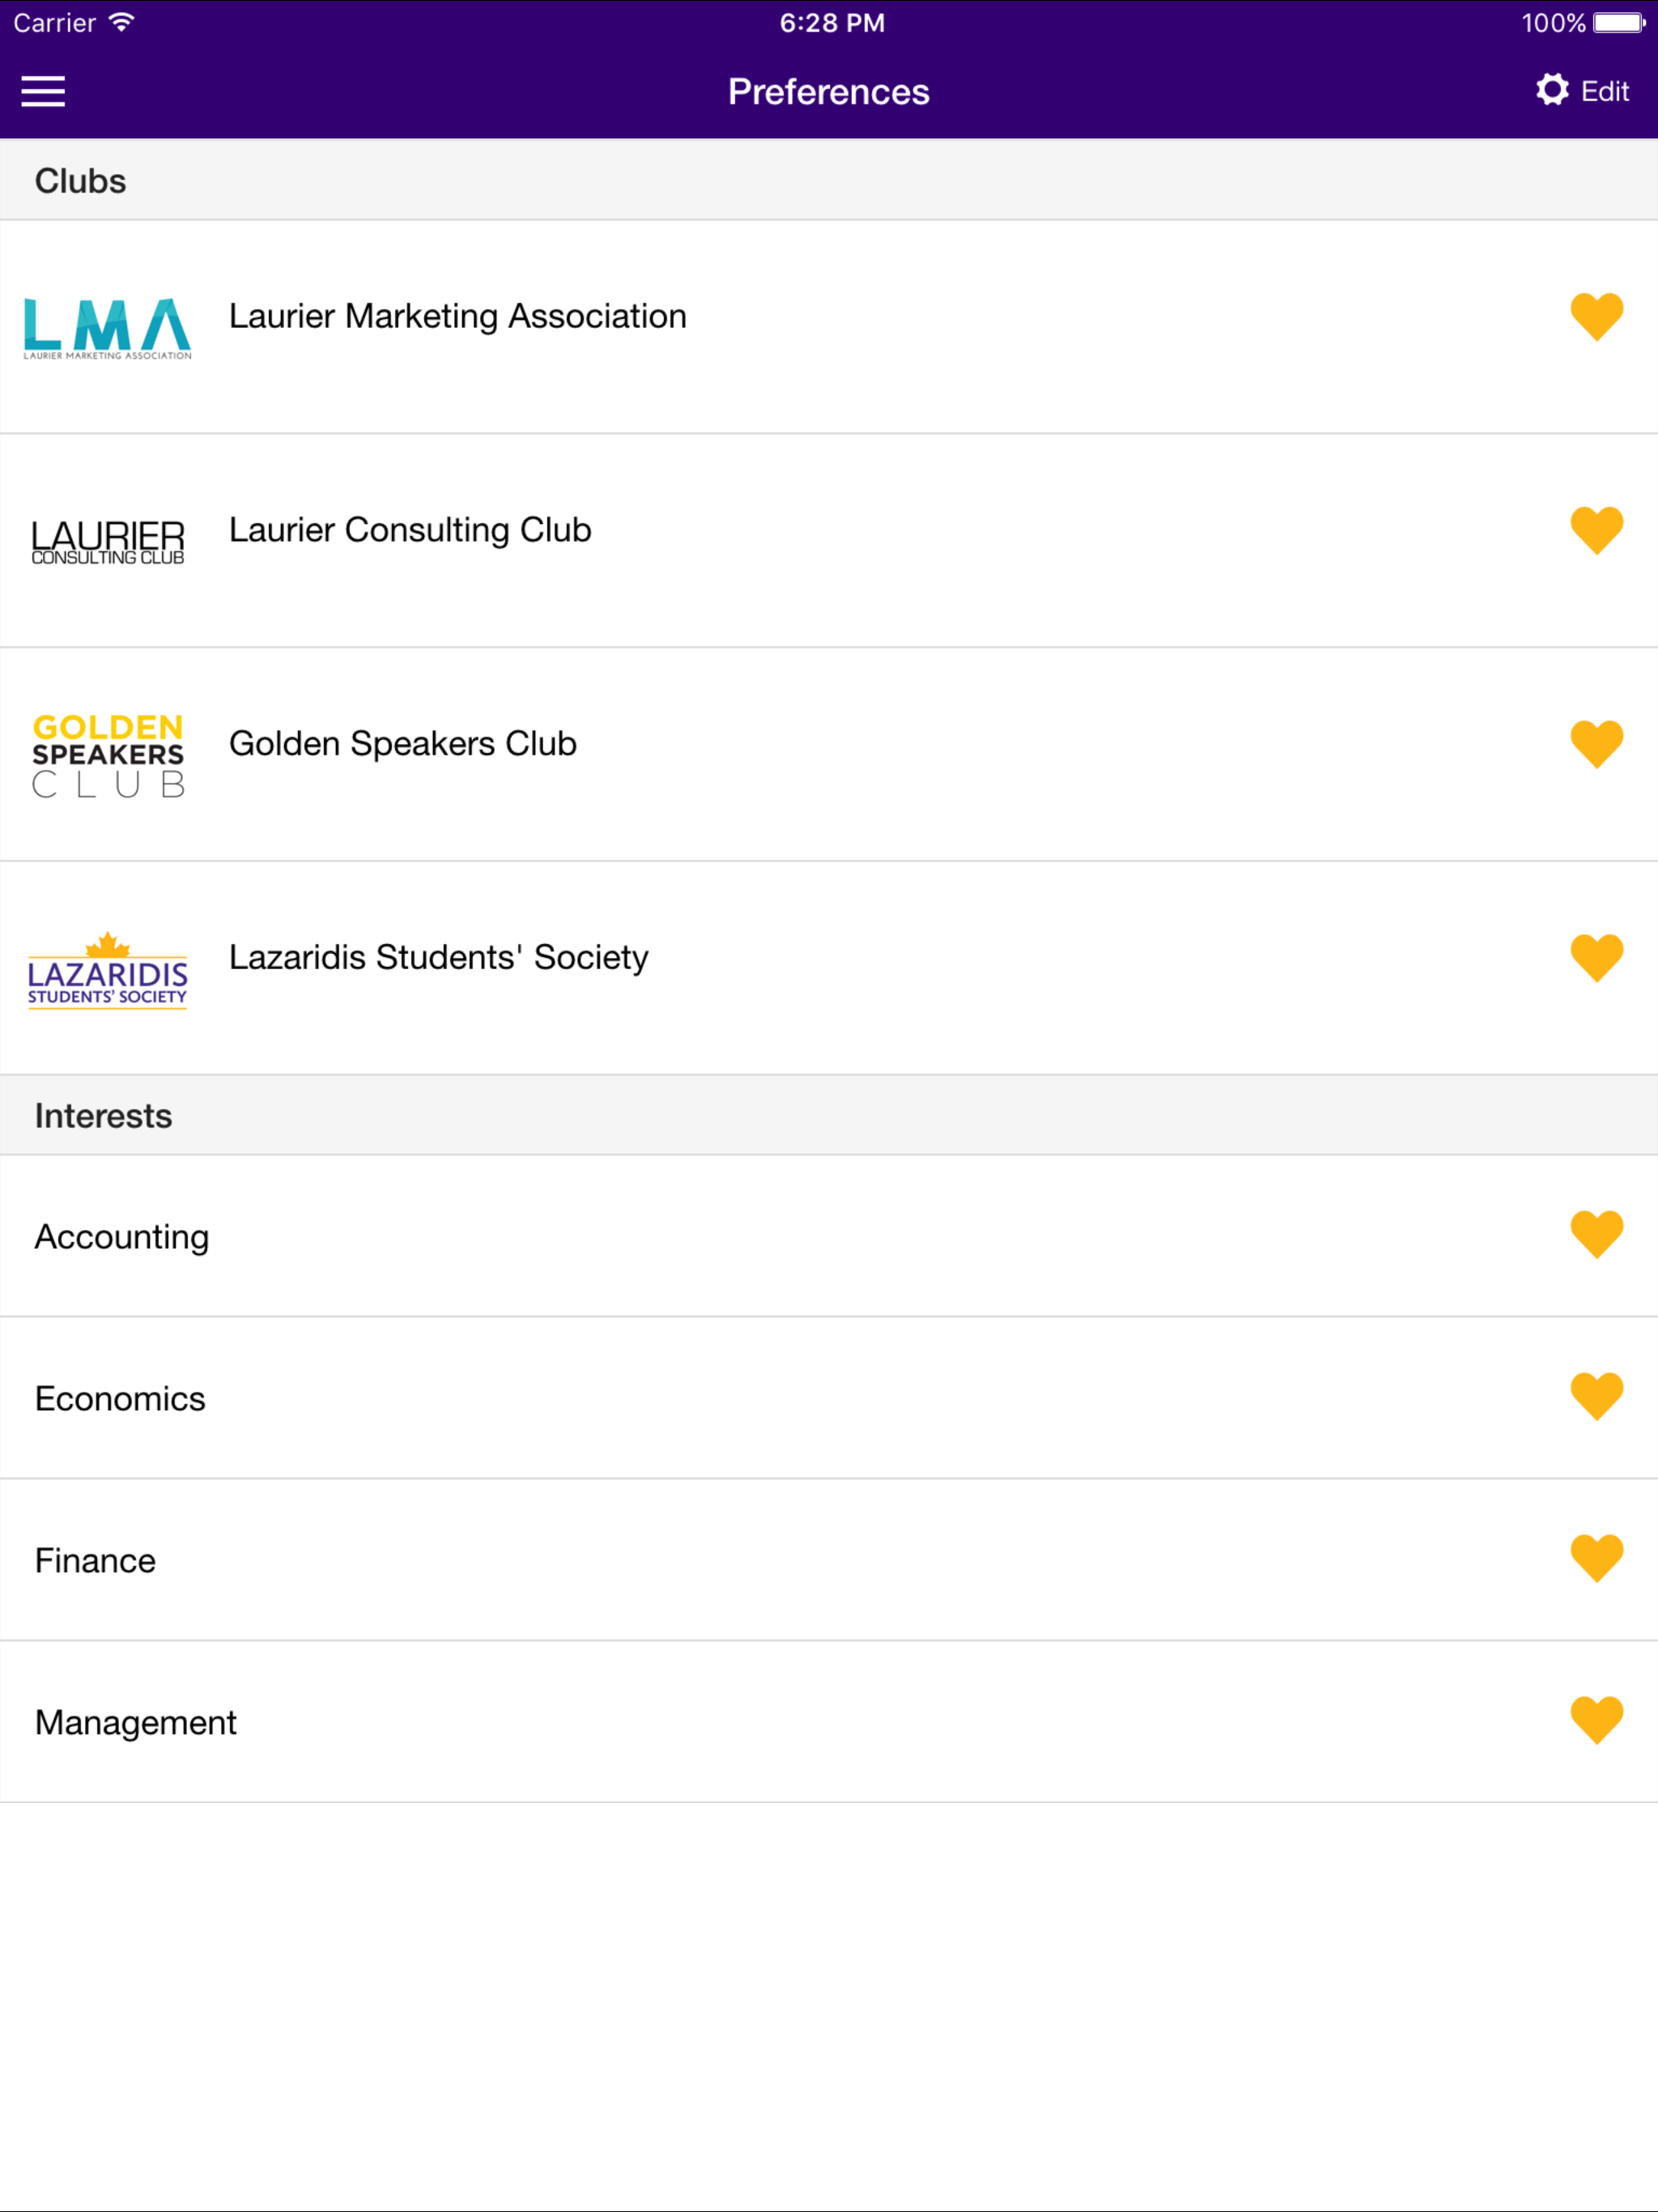 Carrier 6:28 PM 100%
Preferences Edit
Clubs
LMA
LAURIER MARKETING ASSOCIATION
Laurier Marketing Association
LAURIER
CONSULTING CLUB
Laurier Consulting Club
GOLDEN
SPEAKERS
CLUB
Golden Speakers Club
LAZARIDIS
STUDENTS' SOCIETY
Lazaridis Students' Society
Interests
Accounting
Economics
Finance
Management